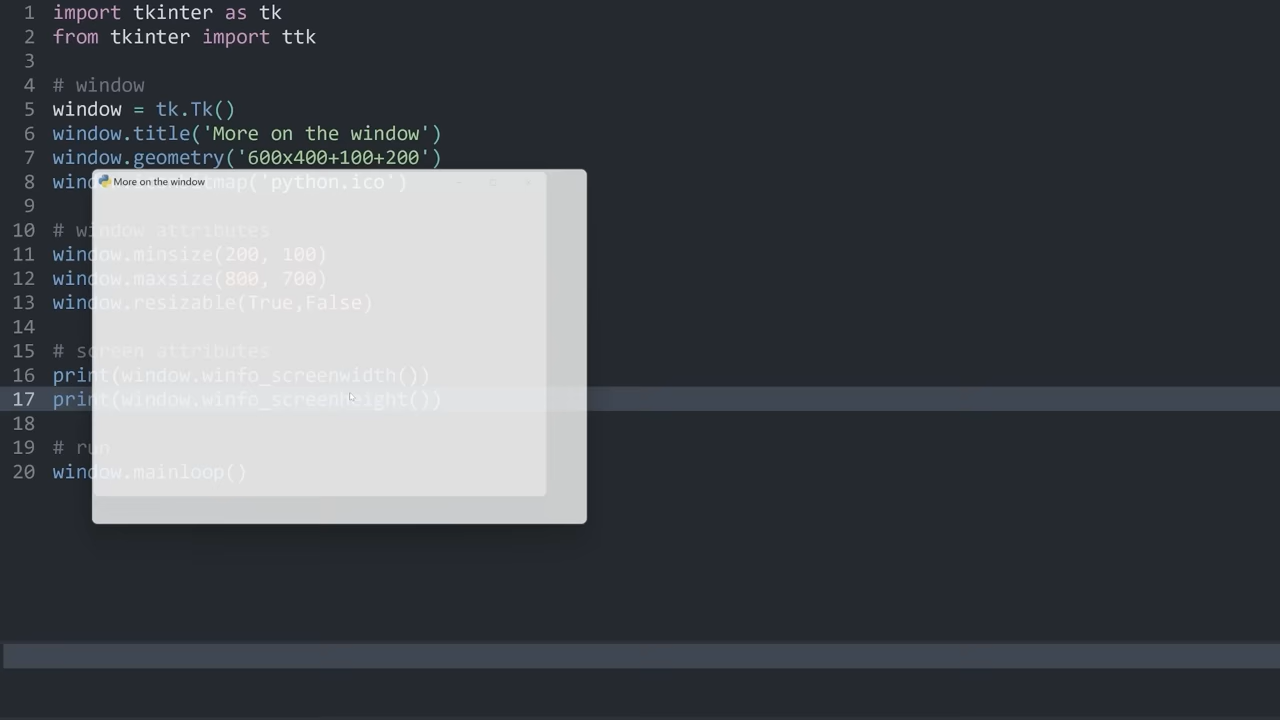 1 import tkinter as tk
2 from tkinter import ttk
3
4 # window
5 window = tk.Tk()
6 window.title('More on the window')
7 window.geometry('600x400+100+200')
8 wind tmap('python.ico')
More on the window
9
10 # window attributes
11 window.minsize(200, 100)
12 window.maxsize(800, 700)
13 window.resizable(True,False)
14
15 # screen attributes
16 print(window.winfo_screenwidth())
17 print(window.winfo_screenheight())
18
19 # run
20 window.mainloop()